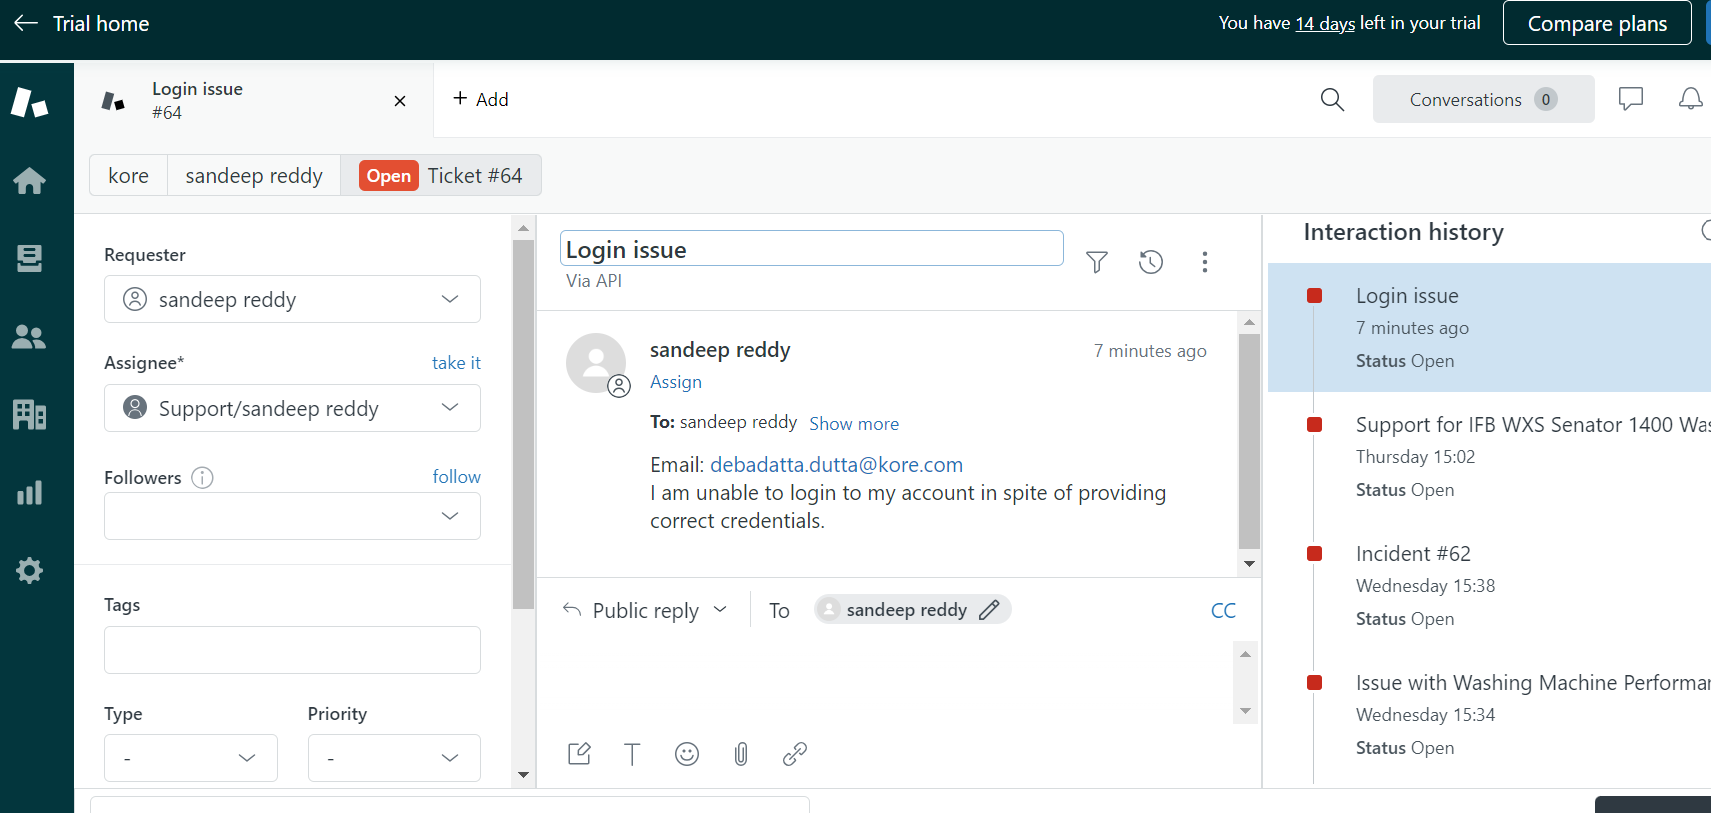 Trial home
You have 14 days left in your trial
Compare plans
Login issue
#64
+ Add
Conversations 0
kore
sandeep reddy
Open Ticket #64
Requester
sandeep reddy
Assignee*
take it
Support/sandeep reddy
Followers
follow
Tags
Type
Priority
-
-
Login issue
Via API
sandeep reddy
7 minutes ago
Assign
To: sandeep reddy Show more
Email: debadatta.dutta@kore.com
I am unable to login to my account in spite of providing
correct credentials.
Public reply
To
sandeep reddy
CC
Interaction history
Login issue
7 minutes ago
Status Open
Support for IFB WXS Senator 1400 Was
Thursday 15:02
Status Open
Incident #62
Wednesday 15:38
Status Open
Issue with Washing Machine Performa
Wednesday 15:34
Status Open